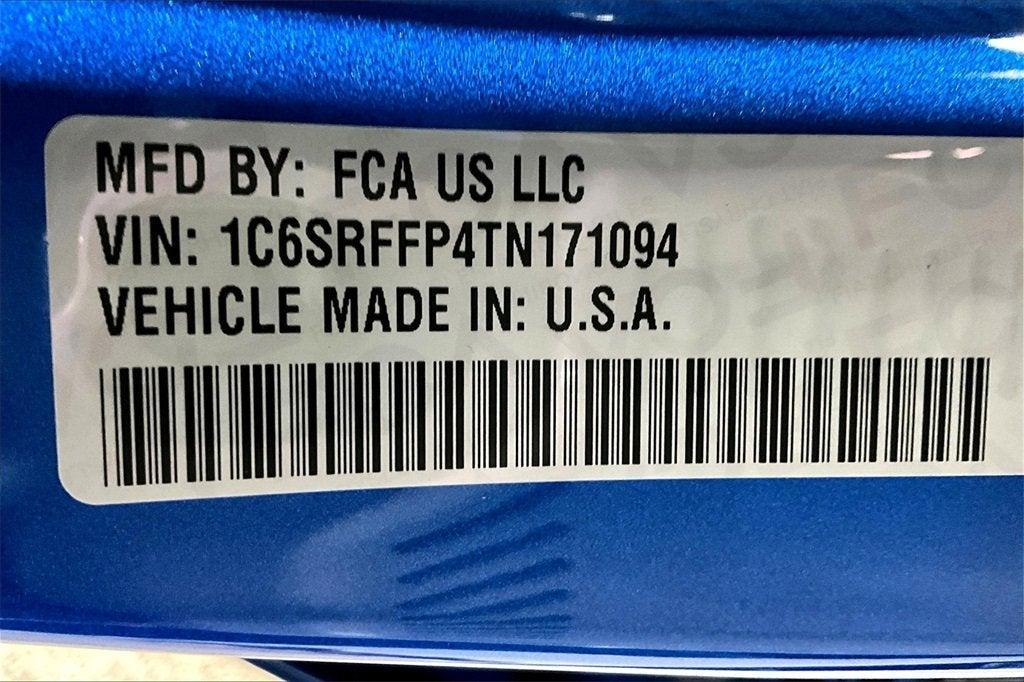 MFD BY: FCA US LLC
VIN: 1C6SRFFP4TN171094
VEHICLE MADE IN: U.S.A.